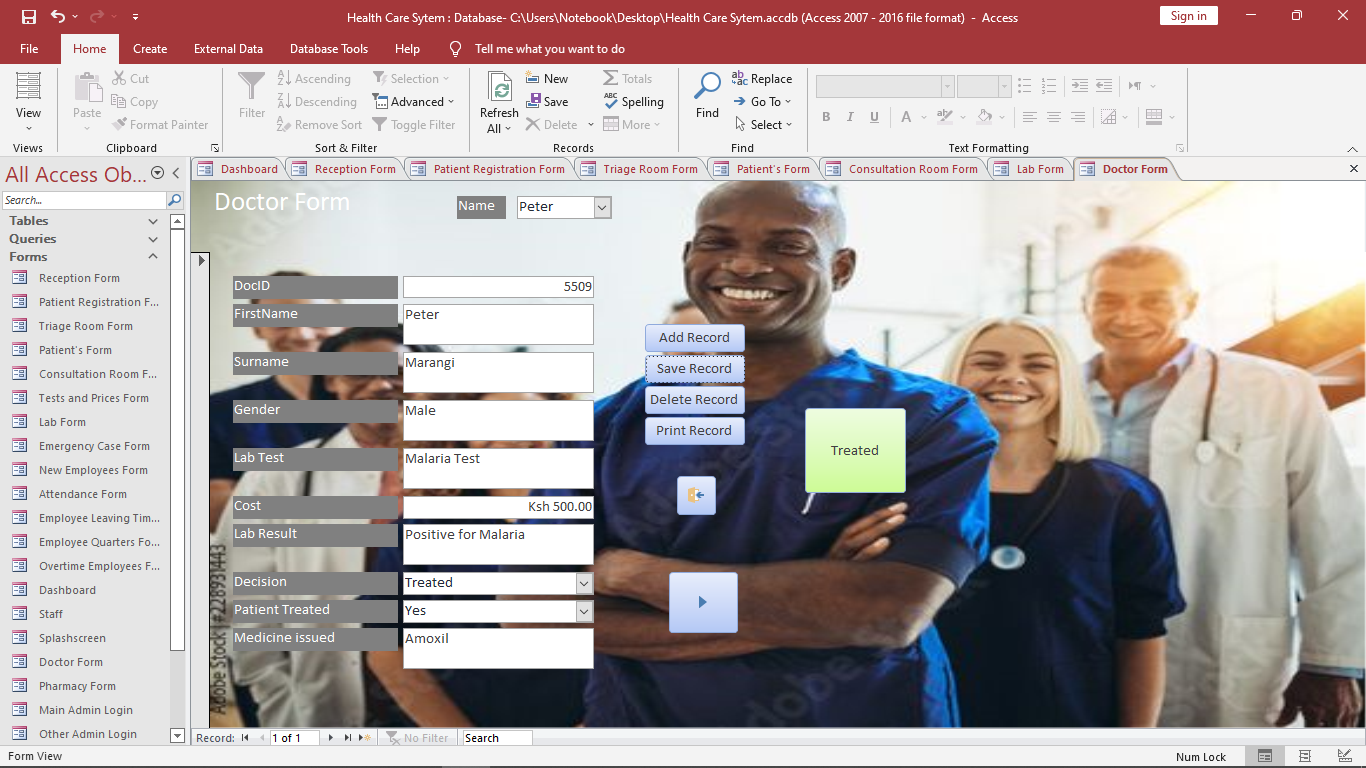 Health Care Sytem : Database- C:\Users\Notebook\Desktop\Health Care Sytem.accdb (Access 2007 - 2016 file format) - Access
Sign in
File
Home
Create
External Data
Database Tools
Help
Tell me what you want to do
View
Views
Paste
Cut
Copy
Format Painter
Clipboard
Filter
Ascending
Descending
Remove Sort
Selection
Advanced
Toggle Filter
Sort & Filter
Refresh
All
New
Save
Delete
Totals
Spelling
More
Records
Find
Replace
Go To
Select
Find
B I U
A
Text Formatting
All Access Ob...
Search...
Tables
Queries
Forms
Reception Form
Patient Registration F...
Triage Room Form
Patient's Form
Consultation Room F...
Tests and Prices Form
Lab Form
Emergency Case Form
New Employees Form
Attendance Form
Employee Leaving Tim...
Employee Quarters Fo...
Overtime Employees F...
Dashboard
Staff
Splashscreen
Doctor Form
Pharmacy Form
Main Admin Login
Other Admin Login
Dashboard
Reception Form
Patient Registration Form
Triage Room Form
Patient's Form
Consultation Room Form
Lab Form
Doctor Form
Doctor Form
Name Peter
DocID 5509
FirstName Peter
Surname Marangi
Gender Male
Lab Test Malaria Test
Cost Ksh 500.00
Lab Result Positive for Malaria
Decision Treated
Patient Treated Yes
Medicine issued Amoxil
Add Record
Save Record
Delete Record
Print Record
Treated
Adobe Stock | #228931443
Record: 1 of 1 No Filter Search
Form View
Num Lock